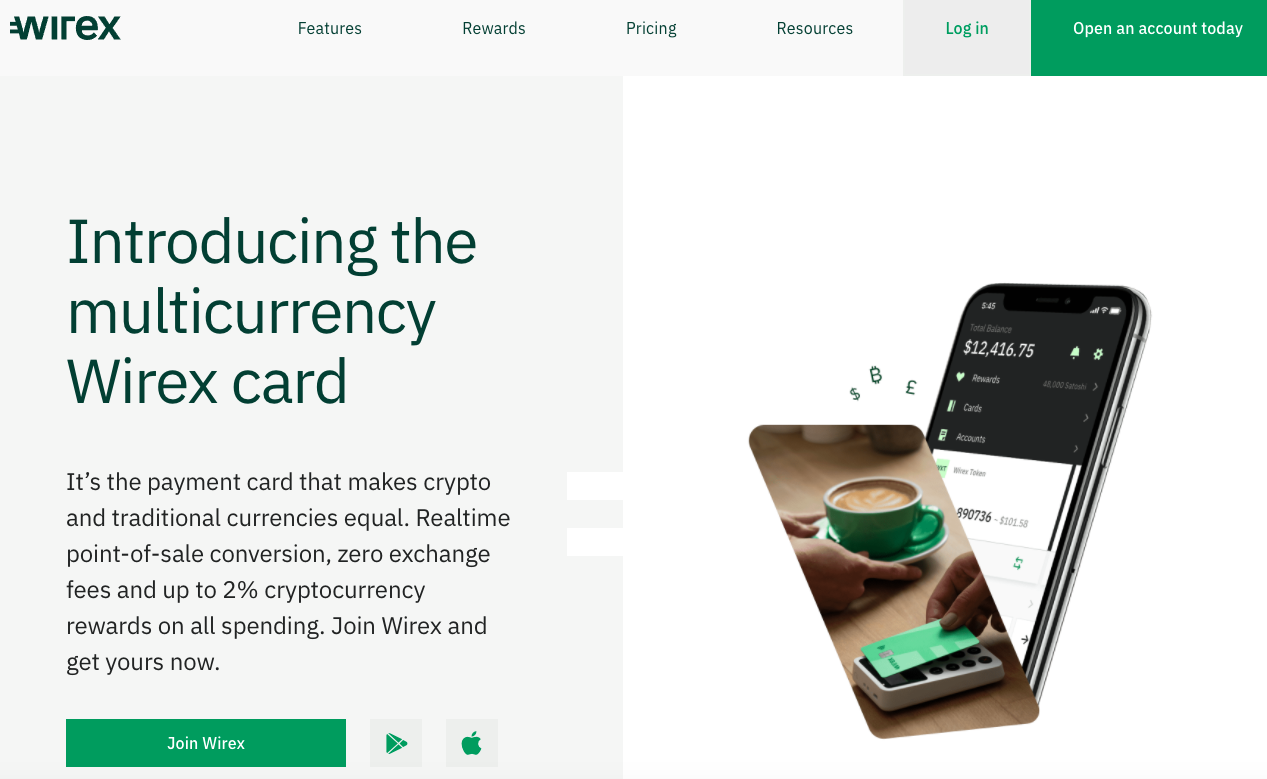 wirex
Features
Rewards
Pricing
Resources
Log in
Open an account today
Introducing the
multicurrency
Wirex card
It’s the payment card that makes crypto
and traditional currencies equal. Realtime
point-of-sale conversion, zero exchange
fees and up to 2% cryptocurrency
rewards on all spending. Join Wirex and
get yours now.
Join Wirex
$ ₿ £
5:45
Total Balance
$12,416.75
Rewards
48,000 Satoshi
Cards
Accounts
Wirex Token
890736 ~ $101.58